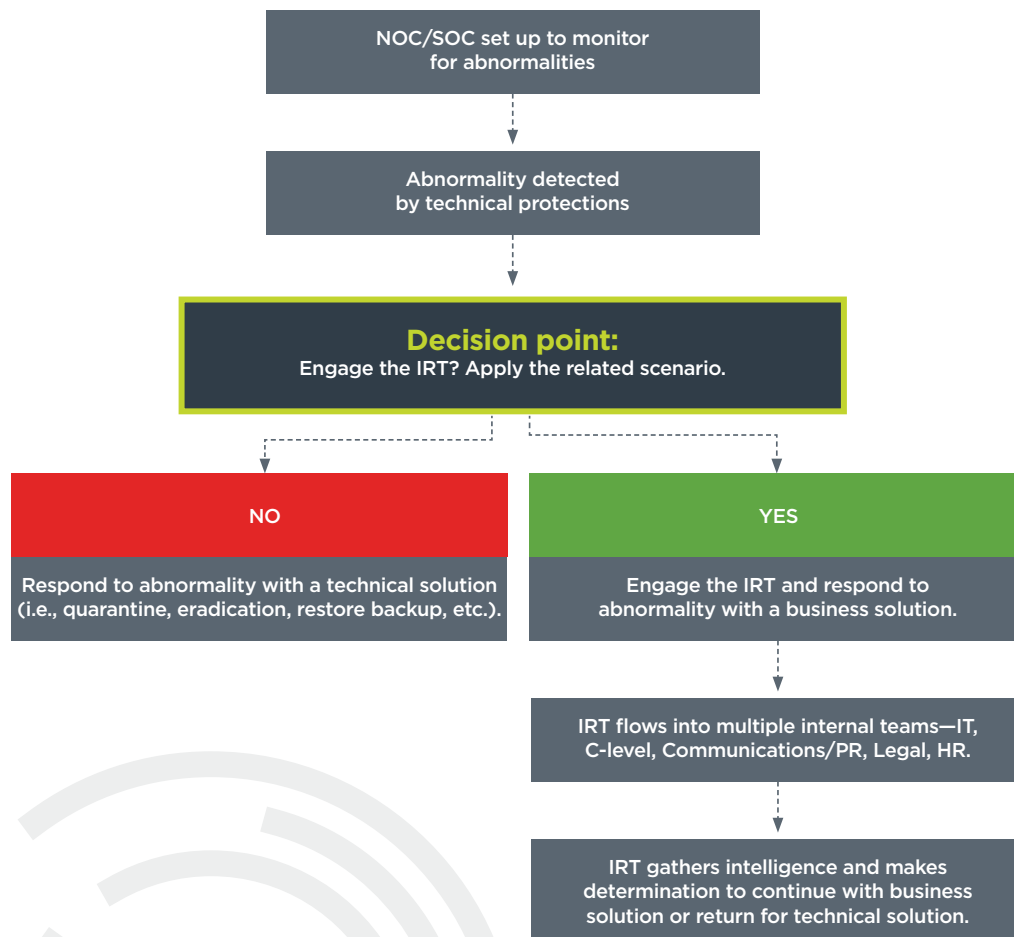 NOC/SOC set up to monitor
for abnormalities
Abnormality detected
by technical protections
Decision point:
Engage the IRT? Apply the related scenario.
NO
Respond to abnormality with a technical solution
(i.e., quarantine, eradication, restore backup, etc.).
YES
Engage the IRT and respond to
abnormality with a business solution.
IRT flows into multiple internal teams—IT,
C-level, Communications/PR, Legal, HR.
IRT gathers intelligence and makes
determination to continue with business
solution or return for technical solution.